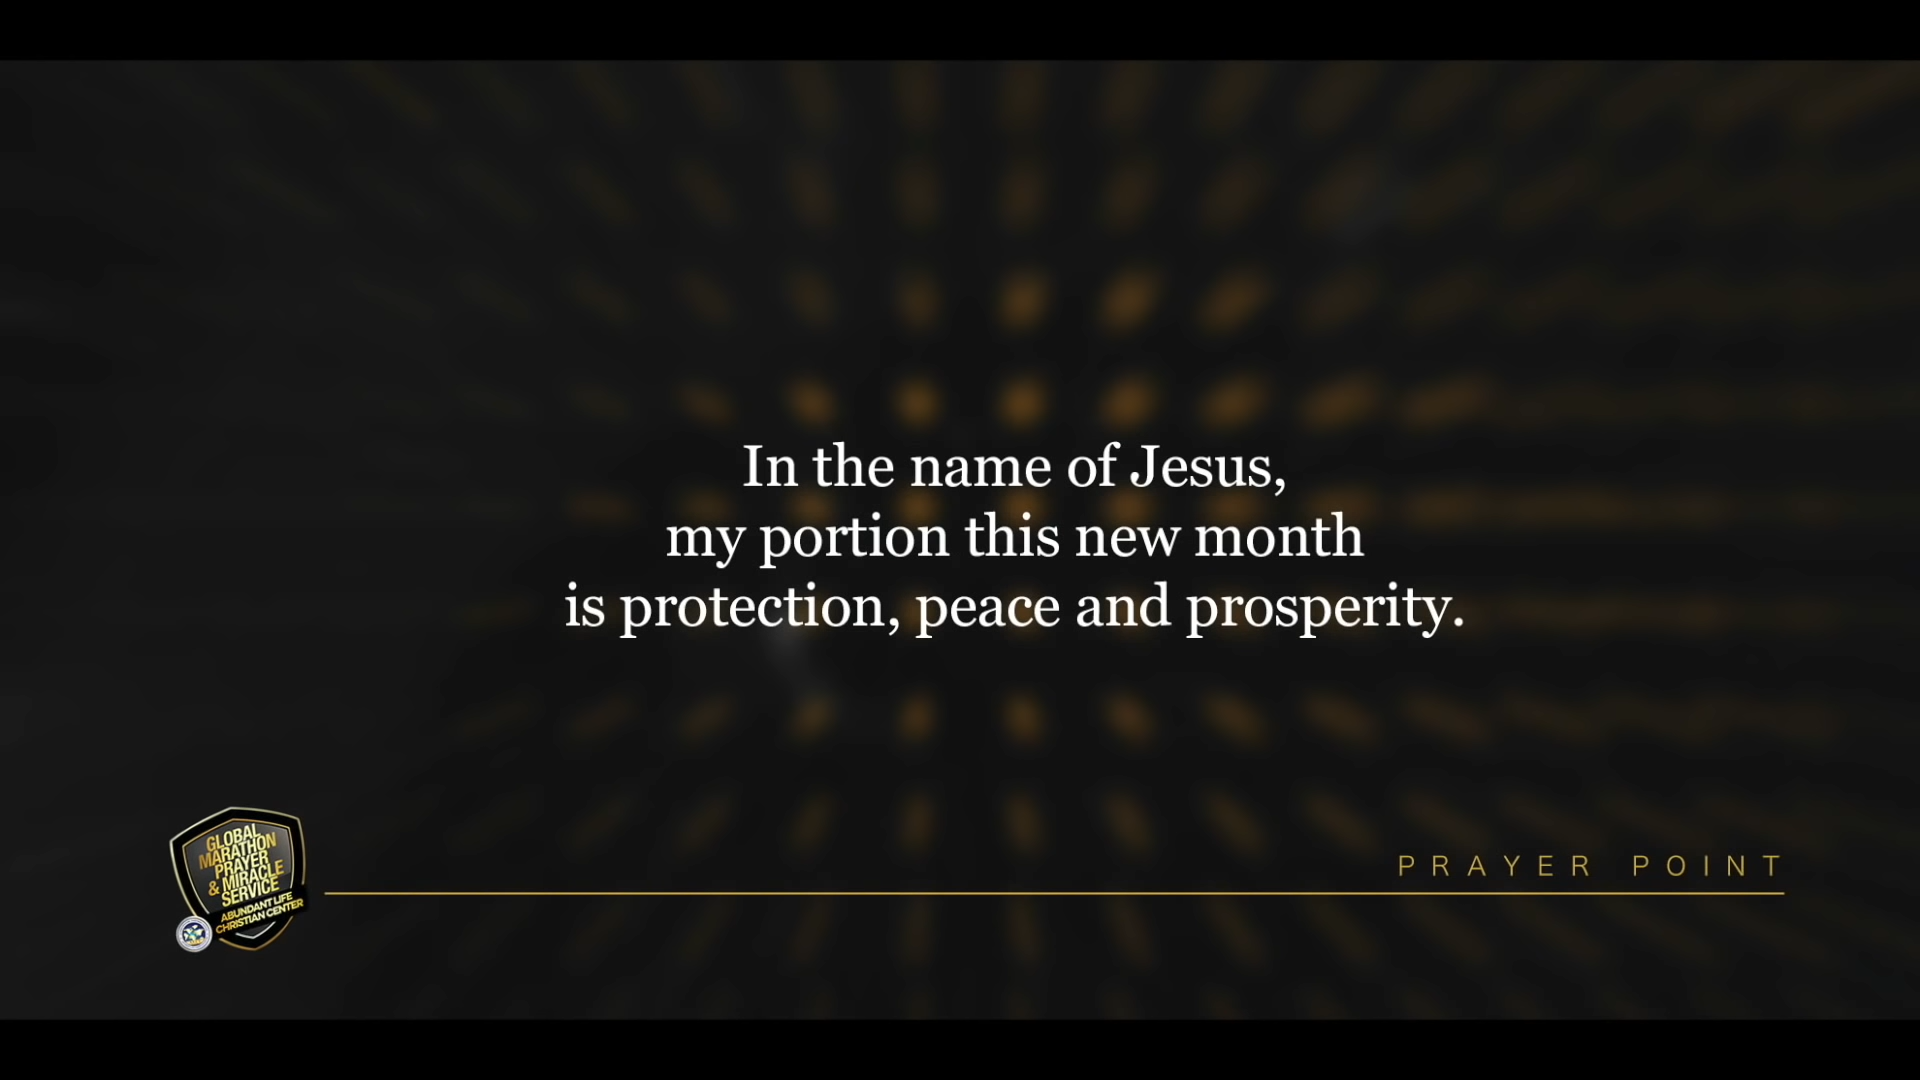 In the name of Jesus,
my portion this new month
is protection, peace and prosperity.
GLOBAL
MARATHON
PRAYER
& MIRACLE
SERVICE
ABUNDANT LIFE
CHRISTIAN CENTER
PRAYER POINT